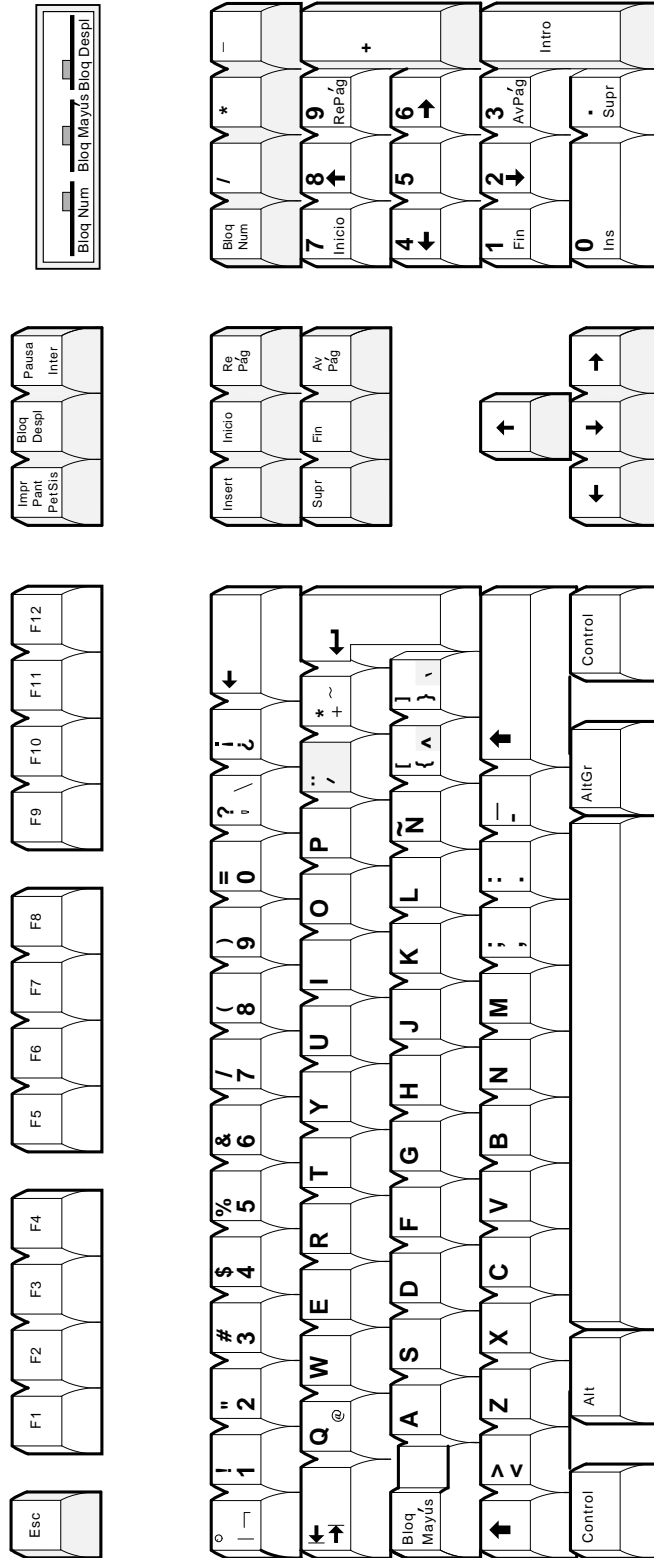 Esc F1 F2 F3 F4 F5 F6 F7 F8 F9 F10 F11 F12 Impr Pant PetSis Bloq Despl Pausa Inter Bloq Num Bloq Mayús Bloq Despl
° | ¬ ! 1 " 2 # 3 $ 4 % 5 & 6 / 7 ( 8 ) 9 = 0 ? ' \ ¡ ¿ ← Insert Inicio Re Pág Bloq Num / * –
Q @ W E R T Y U I O P ¨ ´ * + ~ ↵ Supr Fin Av Pág 7 Inicio 8 ↑ 9 RePág +
Bloq Mayús A S D F G H J K L Ñ [ { ^ ] } ` 4 ← 5 6 →
↑ > < Z X C V B N M ; , : . _ - ↑ ↑ 1 Fin 2 ↓ 3 AvPág Intro
Control Alt AltGr Control ← ↓ → 0 Ins . Supr